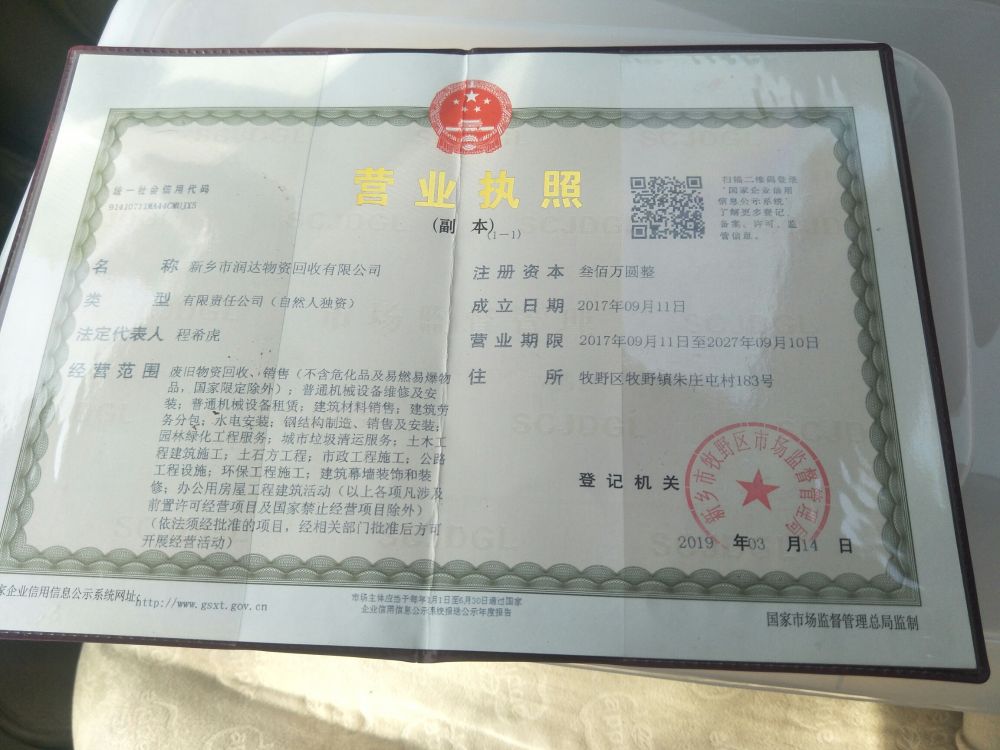 统一社会信用代码
营业执照
(副 本)(1-1)
扫描二维码登录
“国家企业信用
信息公示系统”
了解更多登记、
备案、许可、监
管信息。
名 称 新乡市润达物资回收有限公司
类 型 有限责任公司（自然人独资）
法定代表人 程希虎
经营范围 废旧物资回收、销售（不含危化品及易燃易爆物
品，国家限定除外）；普通机械设备维修及安
装；普通机械设备租赁；建筑材料销售；建筑劳
务分包；水电安装；钢结构制造、销售及安装；
园林绿化工程服务；城市垃圾清运服务；土木工
程建筑施工；土石方工程；市政工程施工；公路
工程设施；环保工程施工；建筑幕墙装饰和装
修；办公用房屋工程建筑活动（以上各项凡涉及
前置许可经营项目及国家禁止经营项目除外）
（依法须经批准的项目，经相关部门批准后方可
开展经营活动）
注册资本 叁佰万圆整
成立日期 2017年09月11日
营业期限 2017年09月11日至2027年09月10日
住 所 牧野区牧野镇朱庄屯村183号
登记机关
新乡市牧野区市场监督管理局
2019 年03 月14 日
家企业信用信息公示系统网址：http://www.gsxt.gov.cn
市场主体应当于每年1月1日至6月30日通过国家
企业信用信息公示系统报送公示年度报告
国家市场监督管理总局监制